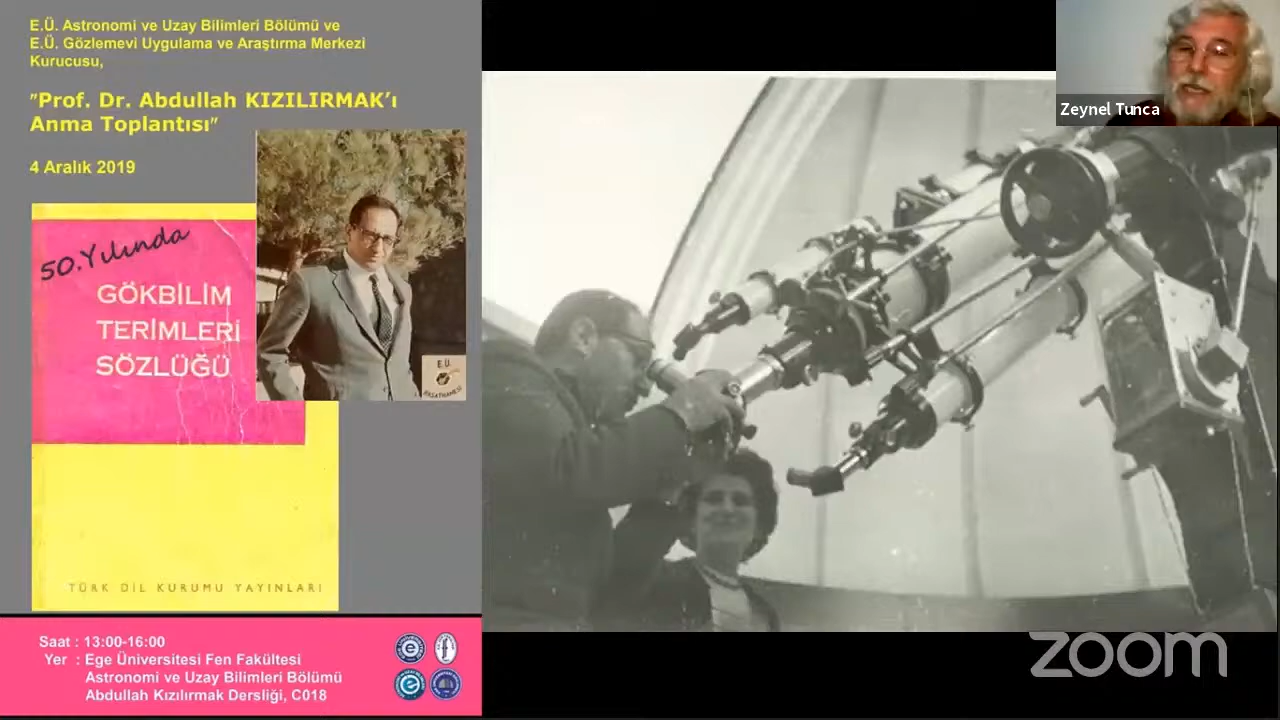 E.Ü. Astronomi ve Uzay Bilimleri Bölümü ve
E.Ü. Gözlemevi Uygulama ve Araştırma Merkezi
Kurucusu,
"Prof. Dr. Abdullah KIZILIRMAK’ı
Anma Toplantısı"
4 Aralık 2019
50.Yılında
GÖKBİLİM
TERİMLERİ
SÖZLÜĞÜ
E.Ü.
TÜRK DİL KURUMU YAYINLARI
Saat : 13:00-16:00
Yer : Ege Üniversitesi Fen Fakültesi
Astronomi ve Uzay Bilimleri Bölümü
Abdullah Kızılırmak Dersliği, C018
Zeynel Tunca
zoom